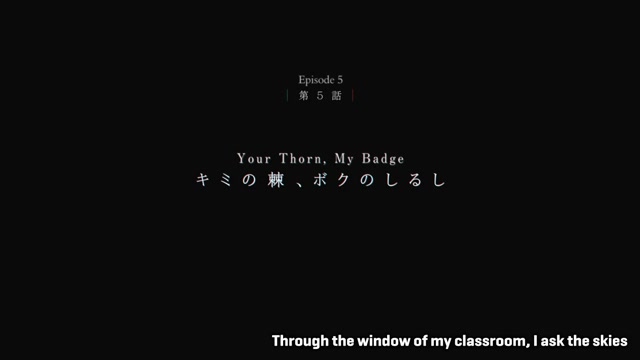 Episode 5
第5話
Your Thorn, My Badge
キミの棘、ボクのしるし
Through the window of my classroom, I ask the skies